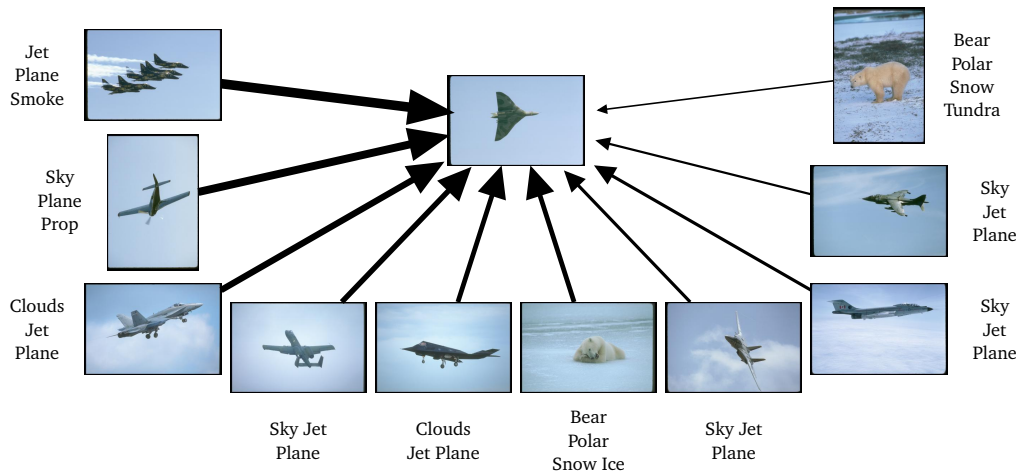 Jet
Plane
Smoke
Bear
Polar
Snow
Tundra
Sky
Plane
Prop
Sky
Jet
Plane
Clouds
Jet
Plane
Sky
Jet
Plane
Sky Jet
Plane
Clouds
Jet Plane
Bear
Polar
Snow Ice
Sky Jet
Plane